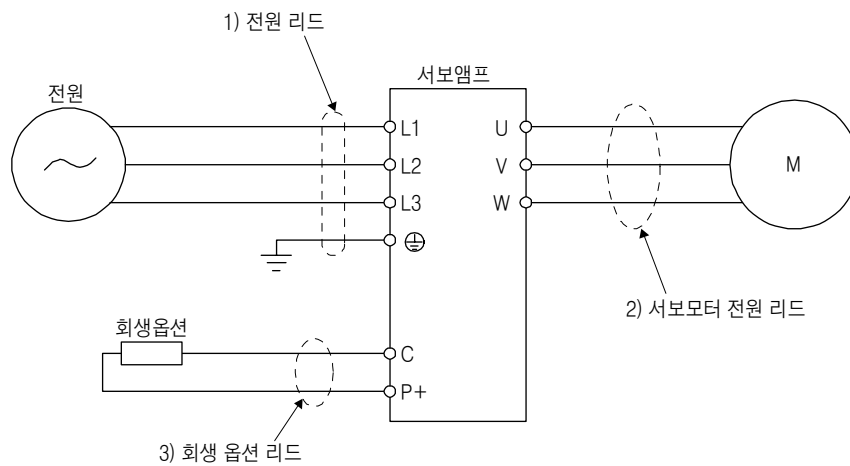 1) 전원 리드
서보앰프
전원
L1
U
L2
V
M
L3
W
2) 서보모터 전원 리드
회생옵션
C
P+
3) 회생 옵션 리드